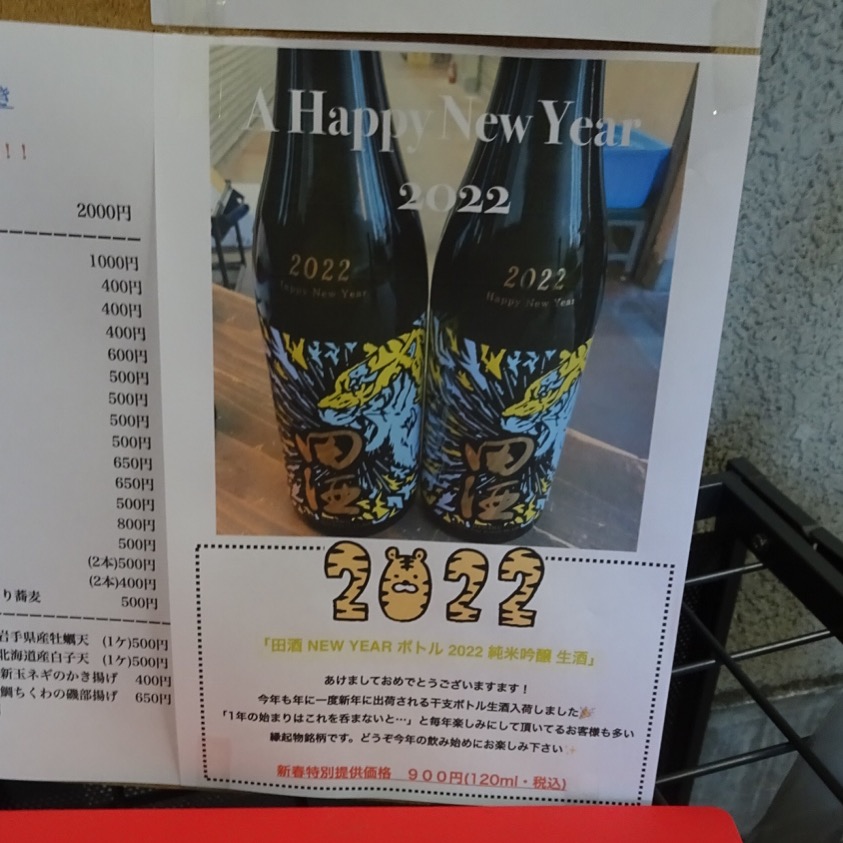 ！！
2000円
1000円
400円
400円
400円
600円
500円
500円
500円
500円
650円
650円
500円
800円
500円
(2本)500円
(2本)400円
り蕎麦 500円
岩手県産牡蠣天 (1ケ)500円
北海道産白子天 (1ケ)500円
新玉ネギのかき揚げ 400円
鯛ちくわの磯部揚げ 650円
A Happy New Year
2022
2022
Happy New Year
田酒
2022
Happy New Year
田酒
2022
「田酒 NEW YEAR ボトル 2022 純米吟醸 生酒」
あけましておめでとうございますます！
今年も年に一度新年に出荷される干支ボトル生酒入荷しました🎉
「1年の始まりはこれを呑まないと…」と毎年楽しみにして頂いてるお客様も多い
縁起物銘柄です。どうぞ今年の飲み始めにお楽しみ下さい✨
新春特別提供価格　９００円(120ml・税込)